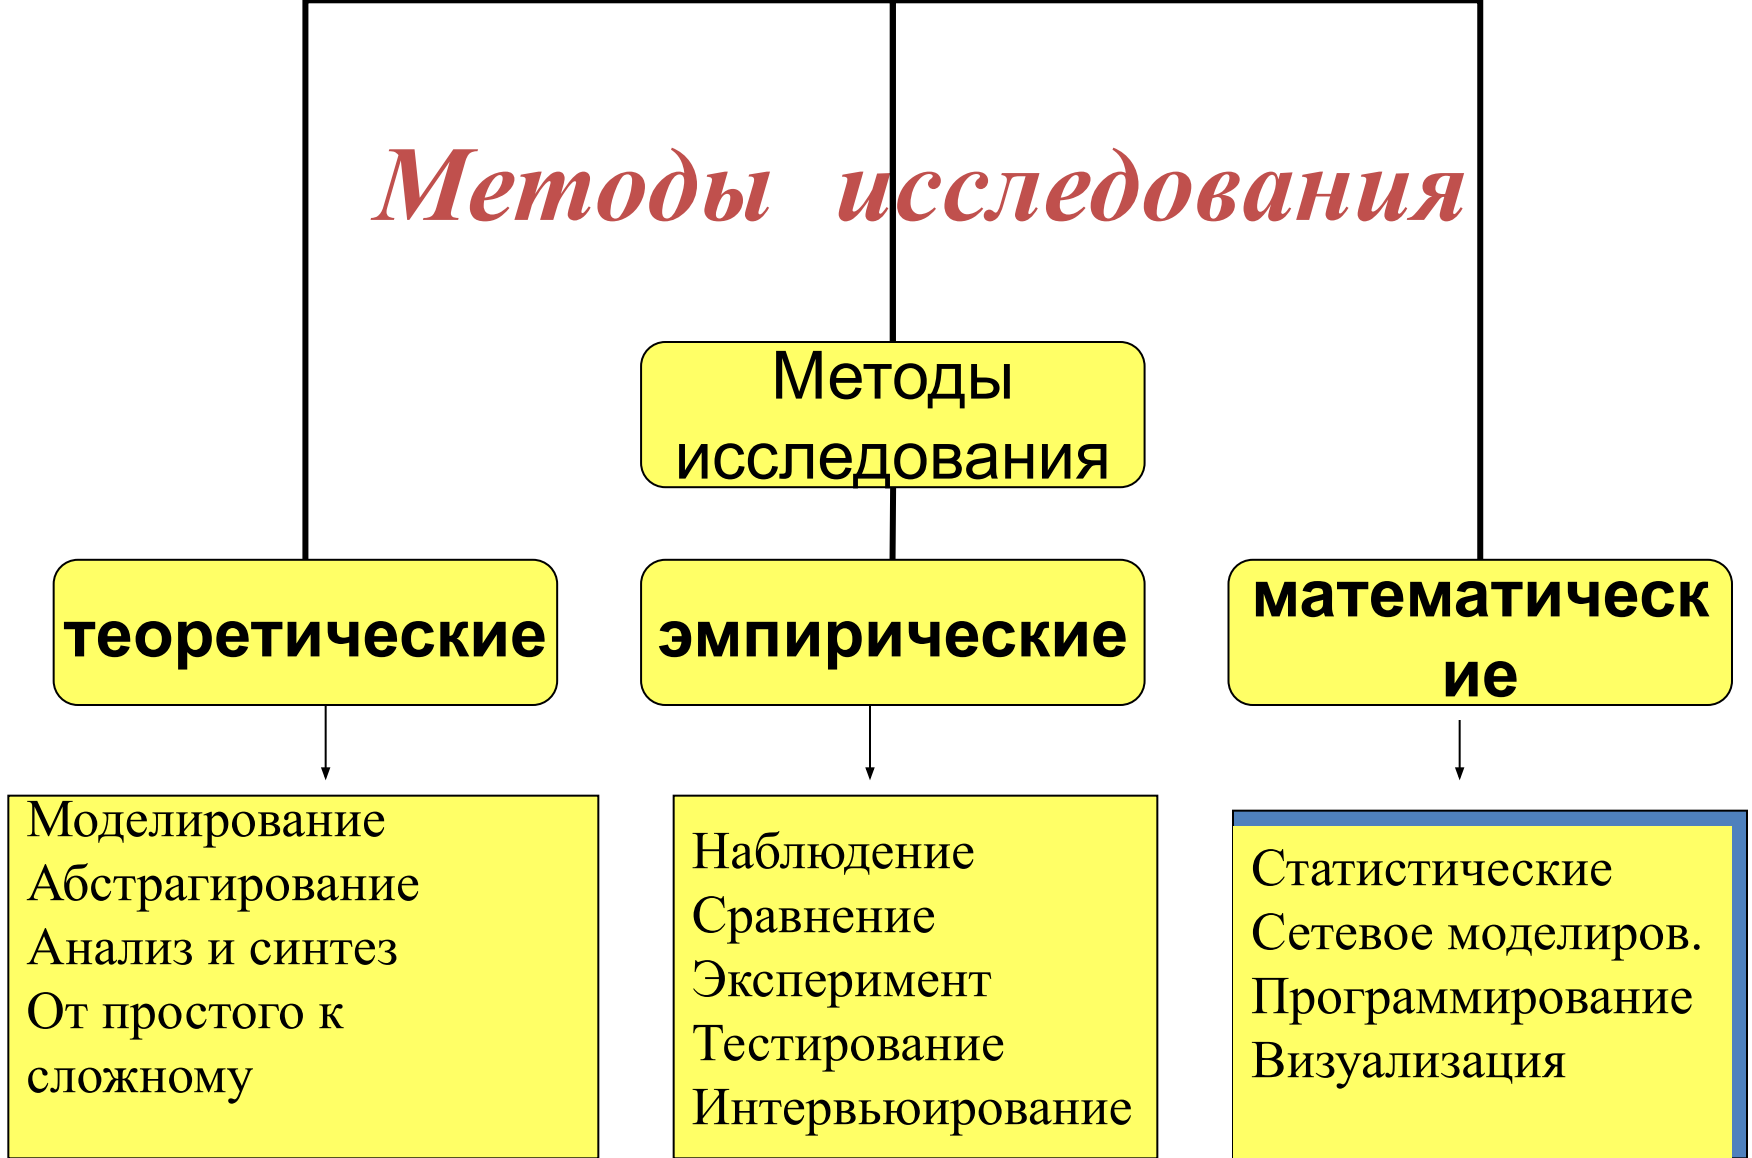 Методы исследования
Методы
исследования
теоретические
эмпирические
математическ
ие
Моделирование
Абстрагирование
Анализ и синтез
От простого к
сложному
Наблюдение
Сравнение
Эксперимент
Тестирование
Интервьюирование
Статистические
Сетевое моделиров.
Программирование
Визуализация